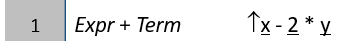 1 Expr + Term ↑x - 2 * y